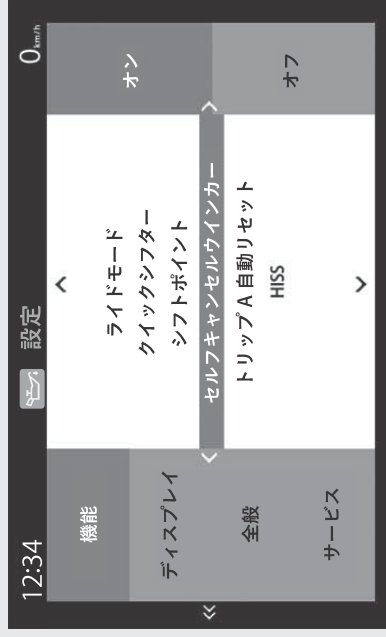 12:34 設定 0 km/h
機能
ディスプレイ
全般
サービス
ライドモード
クイックシフター
シフトポイント
セルフキャンセルウインカー
トリップ A 自動リセット
HISS
オン
オフ